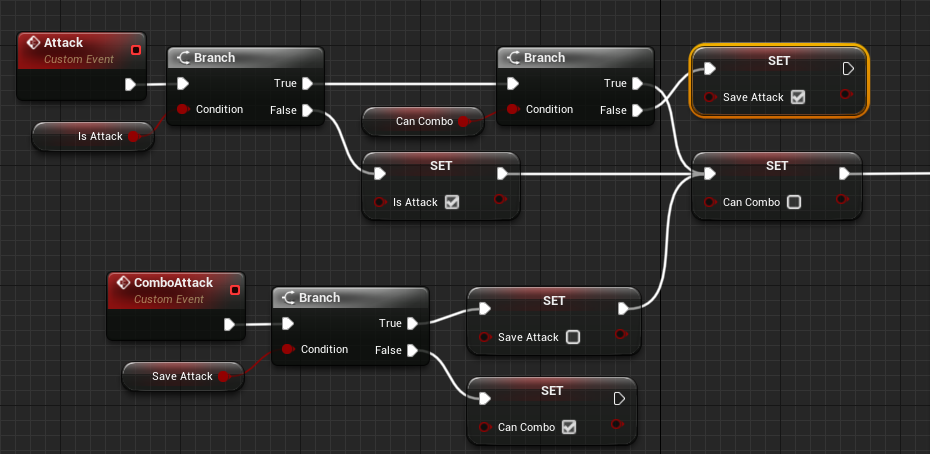 Attack
Custom Event
Branch
True
Condition
False
Is Attack
Branch
True
Condition
False
Can Combo
SET
Save Attack
SET
Is Attack
SET
Can Combo
ComboAttack
Custom Event
Branch
True
Condition
False
Save Attack
SET
Save Attack
SET
Can Combo